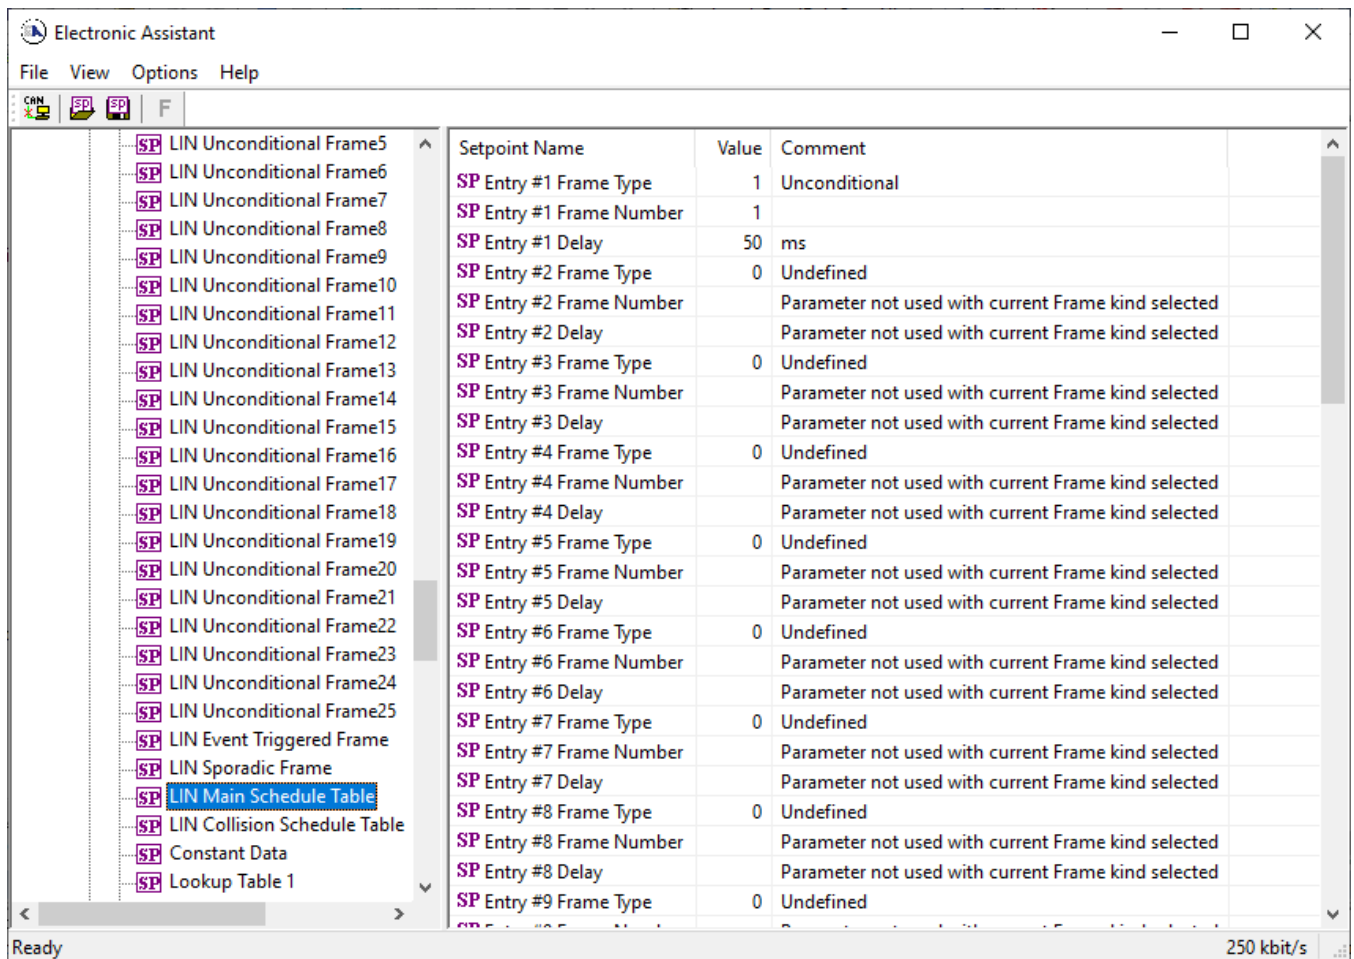 Electronic Assistant
File View Options Help
CAN SP SP F
SP LIN Unconditional Frame5
SP LIN Unconditional Frame6
SP LIN Unconditional Frame7
SP LIN Unconditional Frame8
SP LIN Unconditional Frame9
SP LIN Unconditional Frame10
SP LIN Unconditional Frame11
SP LIN Unconditional Frame12
SP LIN Unconditional Frame13
SP LIN Unconditional Frame14
SP LIN Unconditional Frame15
SP LIN Unconditional Frame16
SP LIN Unconditional Frame17
SP LIN Unconditional Frame18
SP LIN Unconditional Frame19
SP LIN Unconditional Frame20
SP LIN Unconditional Frame21
SP LIN Unconditional Frame22
SP LIN Unconditional Frame23
SP LIN Unconditional Frame24
SP LIN Unconditional Frame25
SP LIN Event Triggered Frame
SP LIN Sporadic Frame
SP LIN Main Schedule Table
SP LIN Collision Schedule Table
SP Constant Data
SP Lookup Table 1
Setpoint Name Value Comment
SP Entry #1 Frame Type 1 Unconditional
SP Entry #1 Frame Number 1
SP Entry #1 Delay 50 ms
SP Entry #2 Frame Type 0 Undefined
SP Entry #2 Frame Number Parameter not used with current Frame kind selected
SP Entry #2 Delay Parameter not used with current Frame kind selected
SP Entry #3 Frame Type 0 Undefined
SP Entry #3 Frame Number Parameter not used with current Frame kind selected
SP Entry #3 Delay Parameter not used with current Frame kind selected
SP Entry #4 Frame Type 0 Undefined
SP Entry #4 Frame Number Parameter not used with current Frame kind selected
SP Entry #4 Delay Parameter not used with current Frame kind selected
SP Entry #5 Frame Type 0 Undefined
SP Entry #5 Frame Number Parameter not used with current Frame kind selected
SP Entry #5 Delay Parameter not used with current Frame kind selected
SP Entry #6 Frame Type 0 Undefined
SP Entry #6 Frame Number Parameter not used with current Frame kind selected
SP Entry #6 Delay Parameter not used with current Frame kind selected
SP Entry #7 Frame Type 0 Undefined
SP Entry #7 Frame Number Parameter not used with current Frame kind selected
SP Entry #7 Delay Parameter not used with current Frame kind selected
SP Entry #8 Frame Type 0 Undefined
SP Entry #8 Frame Number Parameter not used with current Frame kind selected
SP Entry #8 Delay Parameter not used with current Frame kind selected
SP Entry #9 Frame Type 0 Undefined
Ready 250 kbit/s